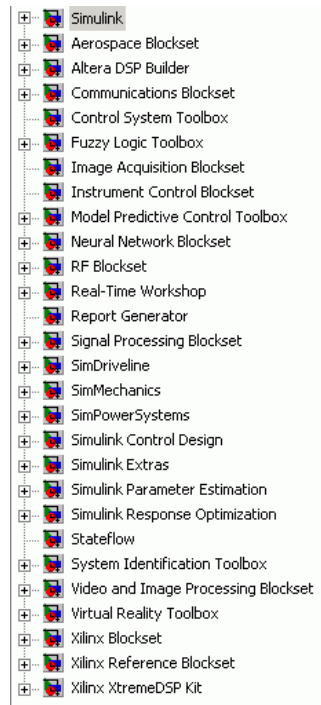 Simulink
Aerospace Blockset
Altera DSP Builder
Communications Blockset
Control System Toolbox
Fuzzy Logic Toolbox
Image Acquisition Blockset
Instrument Control Blockset
Model Predictive Control Toolbox
Neural Network Blockset
RF Blockset
Real-Time Workshop
Report Generator
Signal Processing Blockset
SimDriveline
SimMechanics
SimPowerSystems
Simulink Control Design
Simulink Extras
Simulink Parameter Estimation
Simulink Response Optimization
Stateflow
System Identification Toolbox
Video and Image Processing Blockset
Virtual Reality Toolbox
Xilinx Blockset
Xilinx Reference Blockset
Xilinx XtremeDSP Kit